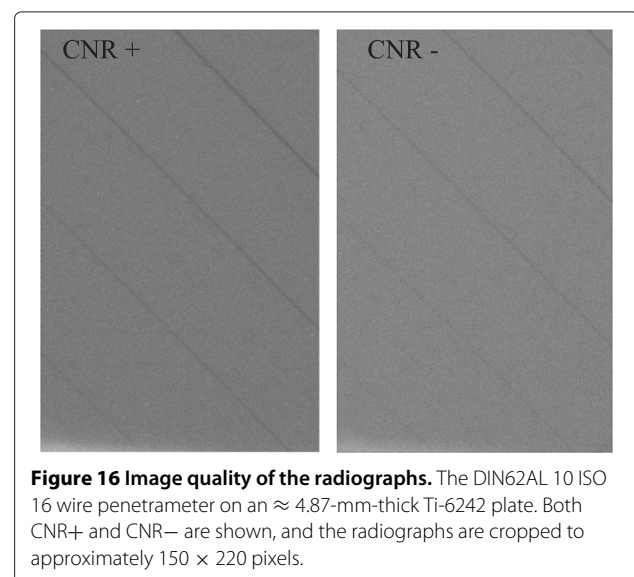 CNR +
CNR -
Figure 16 Image quality of the radiographs. The DIN62AL 10 ISO
16 wire penetrameter on an ≈ 4.87-mm-thick Ti-6242 plate. Both
CNR+ and CNR− are shown, and the radiographs are cropped to
approximately 150 × 220 pixels.